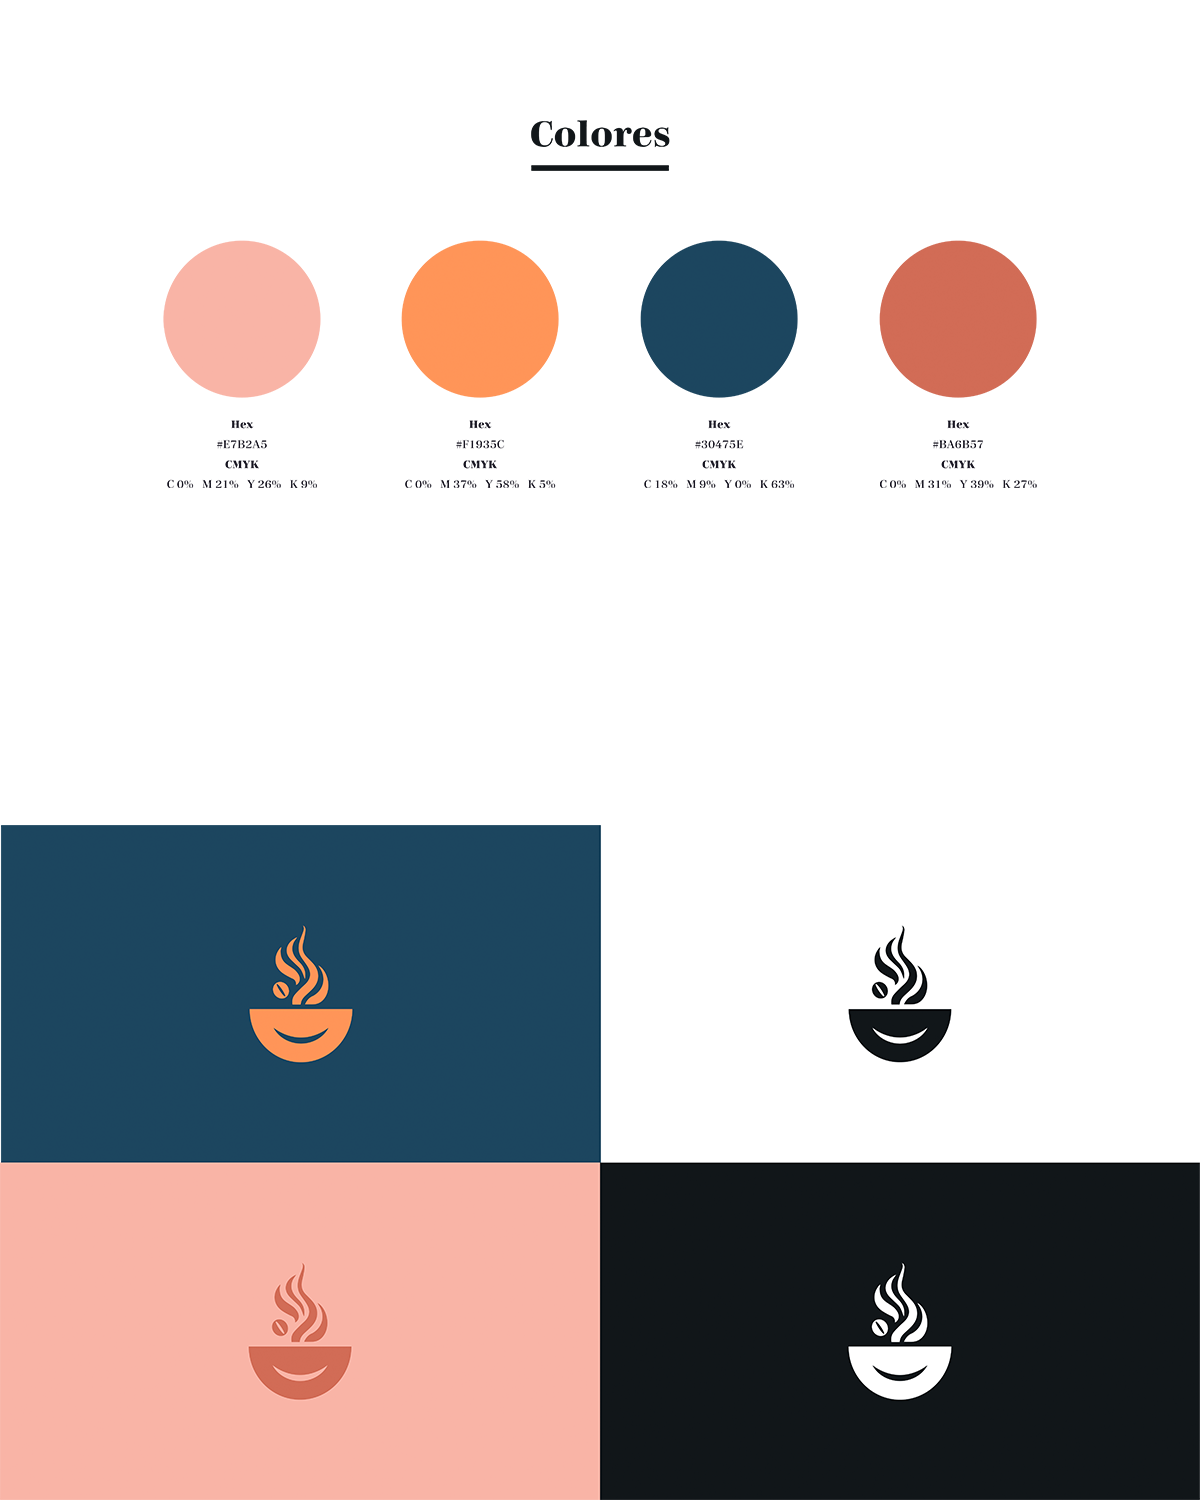 Colores
Hex Hex Hex Hex
#E7B2A5 #F1935C #30475E #BA6B57
CMYK CMYK CMYK CMYK
C 0% M 21% Y 26% K 9% C 0% M 37% Y 58% K 5% C 18% M 9% Y 0% K 63% C 0% M 31% Y 39% K 27%